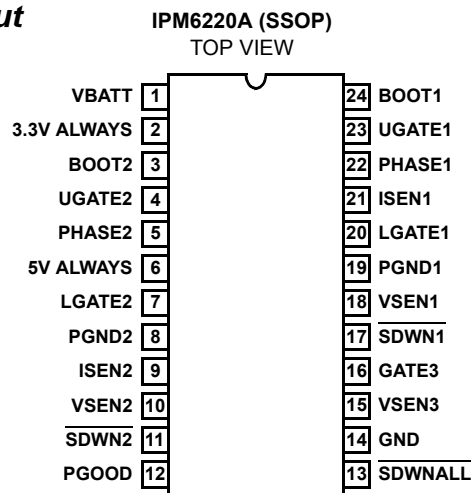 ut
IPM6220A (SSOP)
TOP VIEW
VBATT 1 24 BOOT1
3.3V ALWAYS 2 23 UGATE1
BOOT2 3 22 PHASE1
UGATE2 4 21 ISEN1
PHASE2 5 20 LGATE1
5V ALWAYS 6 19 PGND1
LGATE2 7 18 VSEN1
PGND2 8 17 SDWN1
ISEN2 9 16 GATE3
VSEN2 10 15 VSEN3
SDWN2 11 14 GND
PGOOD 12 13 SDWNALL